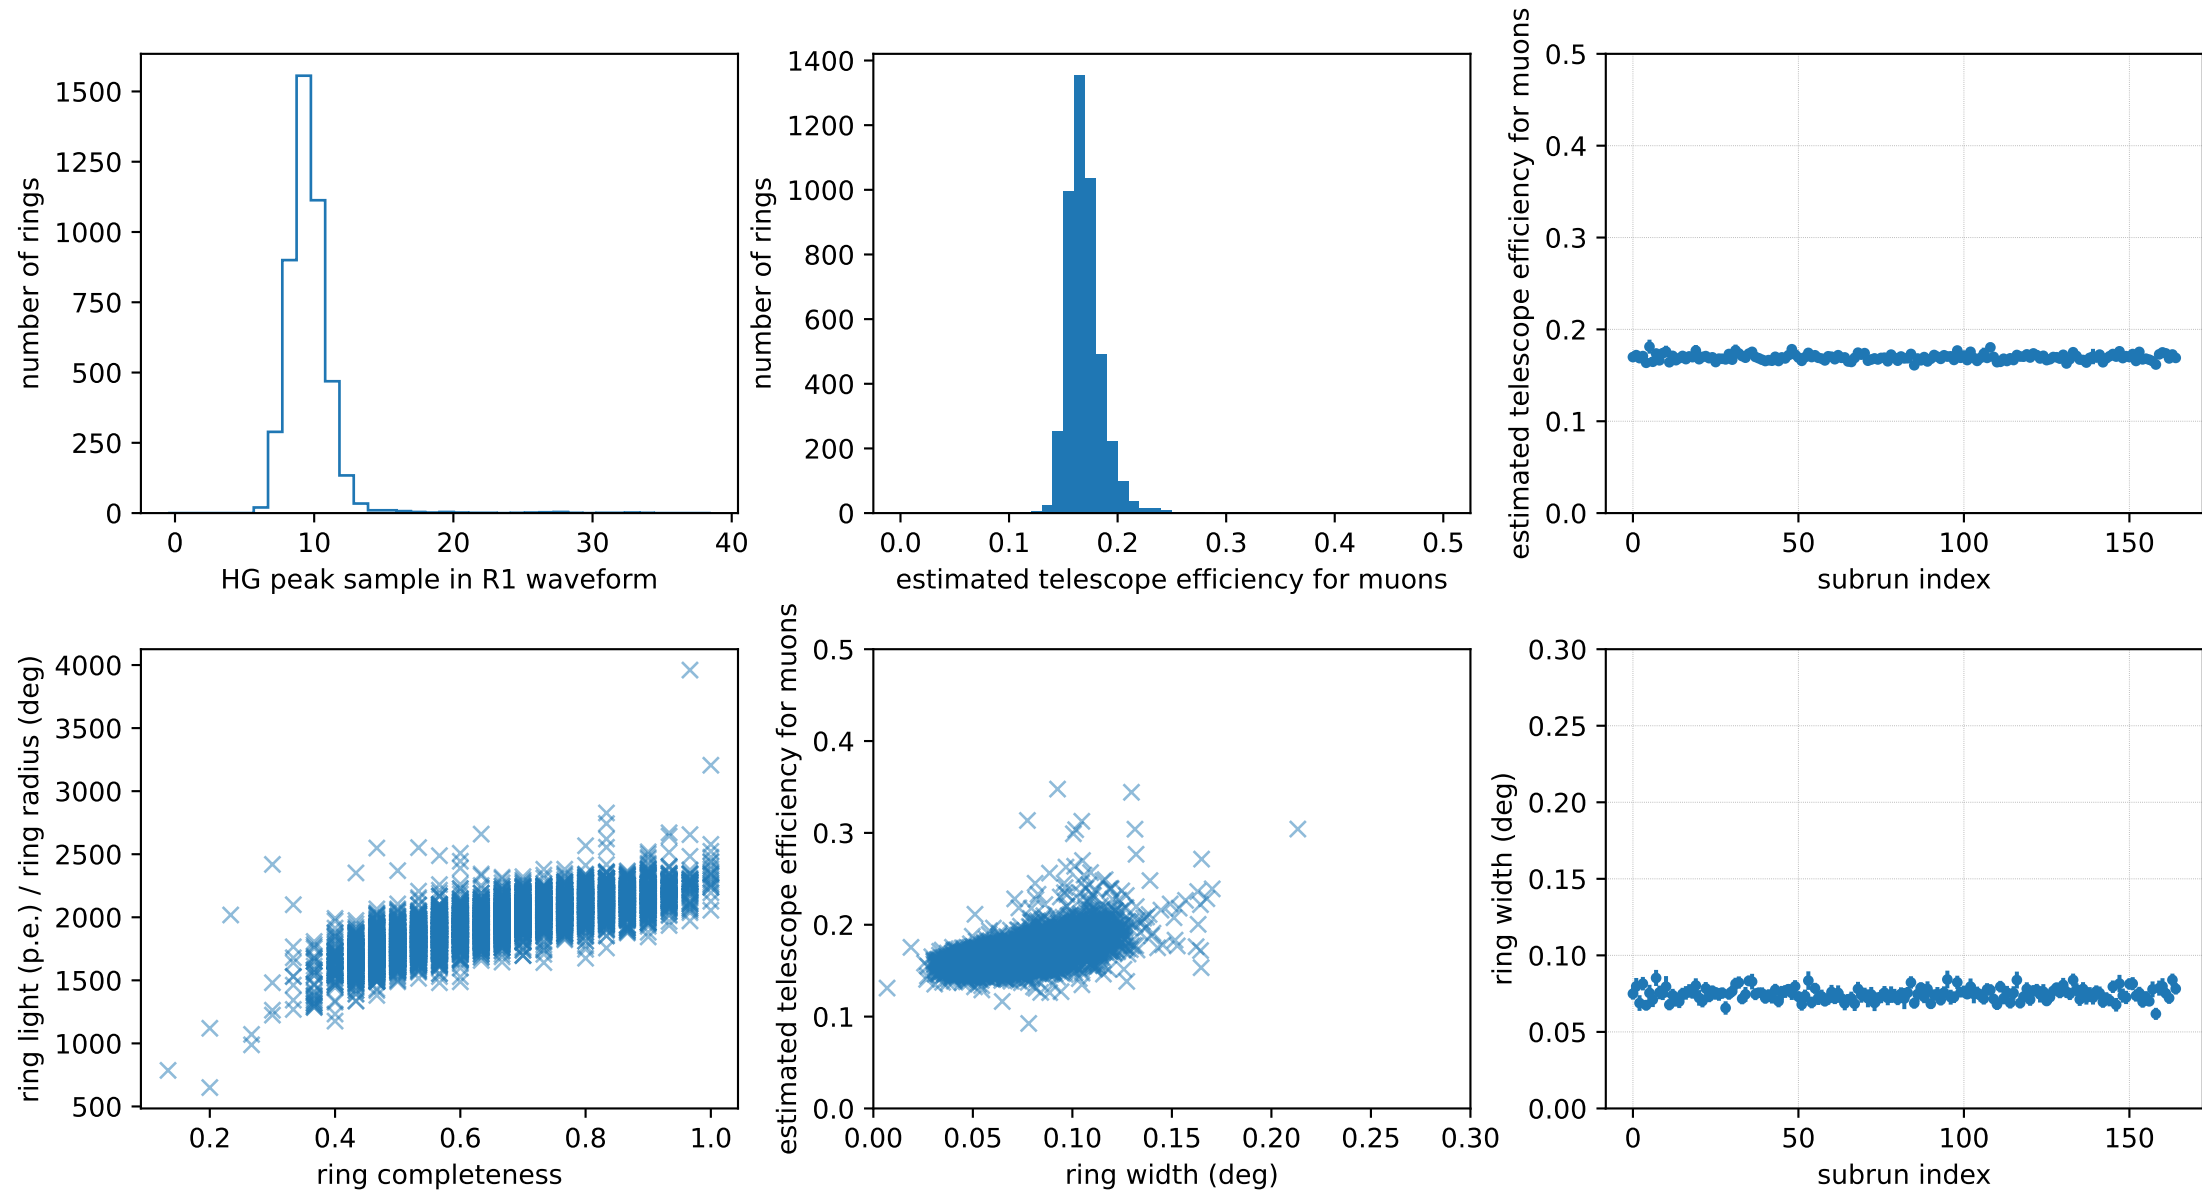 1500
1250
1000
750
500
250
0
number of rings
0 10 20 30 40
HG peak sample in R1 waveform
1400
1200
1000
800
600
400
200
0
number of rings
0.0 0.1 0.2 0.3 0.4 0.5
estimated telescope efficiency for muons
0.5
0.4
0.3
0.2
0.1
0.0
estimated telescope efficiency for muons
0 50 100 150
subrun index
4000
3500
3000
2500
2000
1500
1000
500
ring light (p.e.) / ring radius (deg)
0.2 0.4 0.6 0.8 1.0
ring completeness
0.5
0.4
0.3
0.2
0.1
0.0
estimated telescope efficiency for muons
0.00 0.05 0.10 0.15 0.20 0.25 0.30
ring width (deg)
0.30
0.25
0.20
0.15
0.10
0.05
0.00
ring width (deg)
0 50 100 150
subrun index